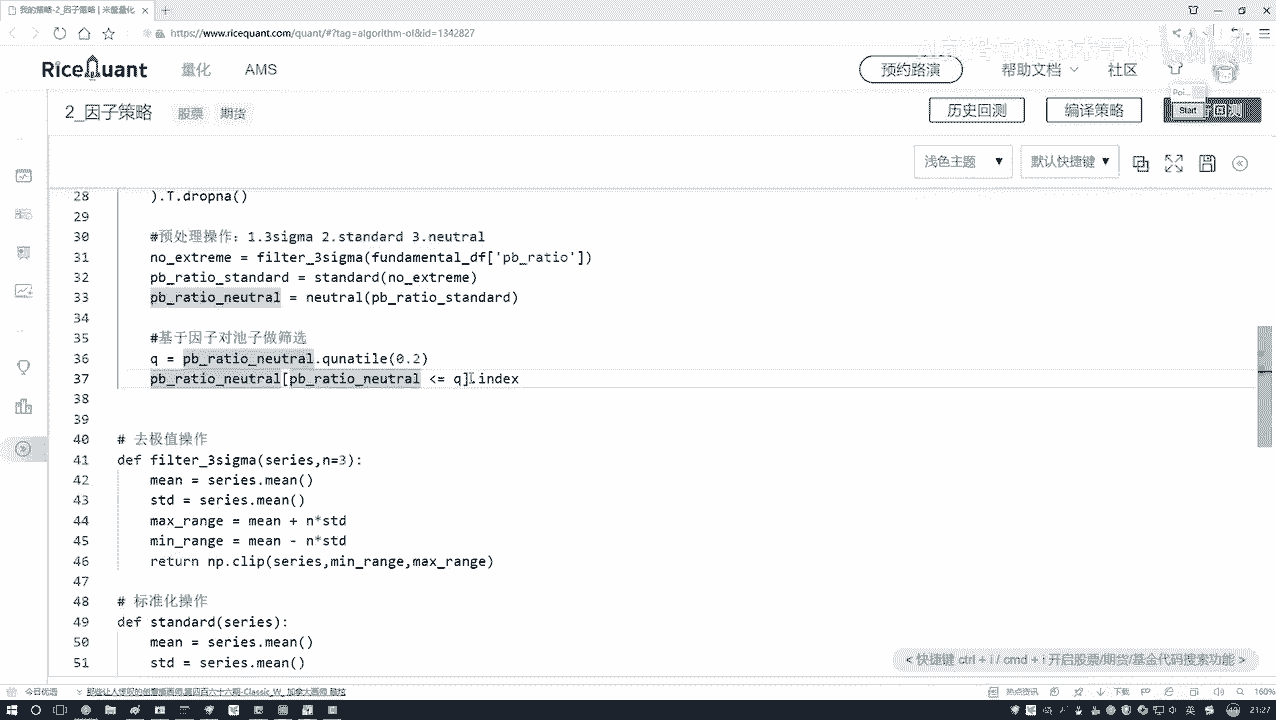 我的策略-2_因子策略 | 米筐量化
https://www.ricequant.com/quant/#?tag=algorithm-ol&id=1342827
RiceQuant 量化 AMS 预约路演 帮助文档 社区
Start
2_因子策略 股票 期货 历史回测 编译策略
浅色主题 默认快捷键
28 ).T.dropna()
29
30 #预处理操作：1.3sigma 2.standard 3.neutral
31 no_extreme = filter_3sigma(fundamental_df['pb_ratio'])
32 pb_ratio_standard = standard(no_extreme)
33 pb_ratio_neutral = neutral(pb_ratio_standard)
34
35 #基于因子对池子做筛选
36 q = pb_ratio_neutral.qunatile(0.2)
37 pb_ratio_neutral[pb_ratio_neutral <= q].index
38
39
40 # 去极值操作
41 def filter_3sigma(series,n=3):
42 mean = series.mean()
43 std = series.mean()
44 max_range = mean + n*std
45 min_range = mean - n*std
46 return np.clip(series,min_range,max_range)
47
48 # 标准化操作
49 def standard(series):
50 mean = series.mean()
51 std = series.mean()
<快捷键 ctrl + i / cmd + i 开启股票/期货/基金代码搜索功能 >
今日优选 热点资讯 下载 160%
英 21:27